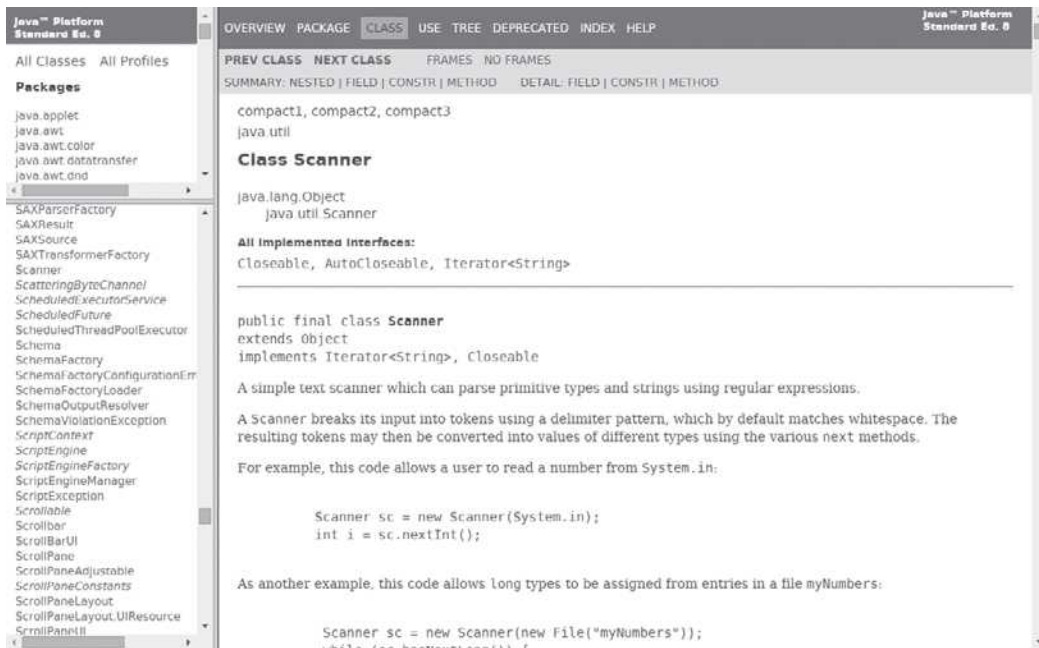 Java™ Platform
Standard Ed. 8
All Classes All Profiles
Packages
java.applet
java.awt
java.awt.color
java.awt.datatransfer
java.awt.dnd
SAXParserFactory
SAXResult
SAXSource
SAXTransformerFactory
Scanner
ScatteringByteChannel
ScheduledExecutorService
ScheduledFuture
ScheduledThreadPoolExecutor
Schema
SchemaFactory
SchemaFactoryConfigurationErr
SchemaFactoryLoader
SchemaOutputResolver
SchemaViolationException
ScriptContext
ScriptEngine
ScriptEngineFactory
ScriptEngineManager
ScriptException
Scrollable
Scrollbar
ScrollBarUI
ScrollPane
ScrollPaneAdjustable
ScrollPaneConstants
ScrollPaneLayout
ScrollPaneLayout.UIResource
ScrollPaneUI
OVERVIEW PACKAGE CLASS USE TREE DEPRECATED INDEX HELP
Java™ Platform
Standard Ed. 8
PREV CLASS NEXT CLASS FRAMES NO FRAMES
SUMMARY: NESTED | FIELD | CONSTR | METHOD DETAIL: FIELD | CONSTR | METHOD
compact1, compact2, compact3
java.util
Class Scanner
java.lang.Object
java.util.Scanner
All Implemented Interfaces:
Closeable, AutoCloseable, Iterator<String>
public final class Scanner
extends Object
implements Iterator<String>, Closeable
A simple text scanner which can parse primitive types and strings using regular expressions.
A Scanner breaks its input into tokens using a delimiter pattern, which by default matches whitespace. The
resulting tokens may then be converted into values of different types using the various next methods.
For example, this code allows a user to read a number from System.in:
Scanner sc = new Scanner(System.in);
int i = sc.nextInt();
As another example, this code allows long types to be assigned from entries in a file myNumbers:
Scanner sc = new Scanner(new File("myNumbers"));
while (sc.hasNextLong()) {